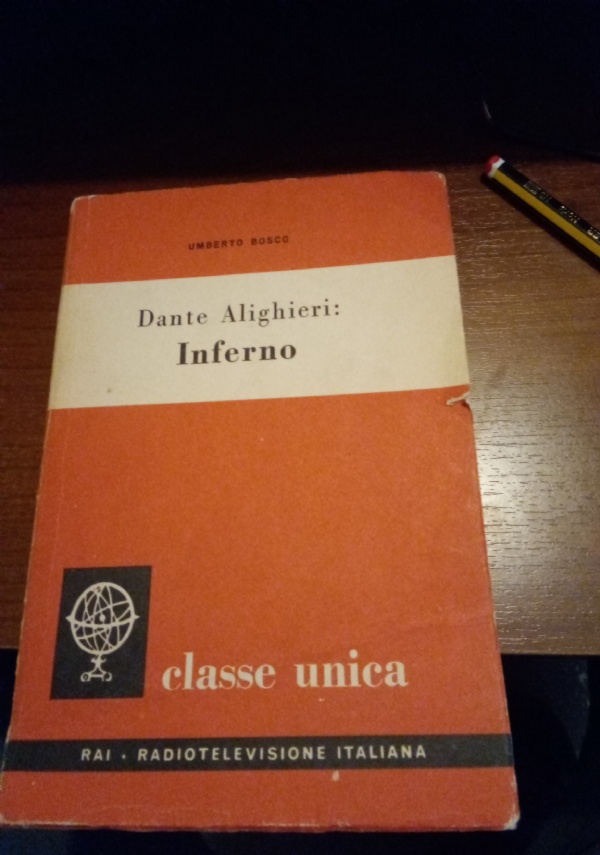 UMBERTO BOSCO
Dante Alighieri:
Inferno
classe unica
RAI • RADIOTELEVISIONE ITALIANA